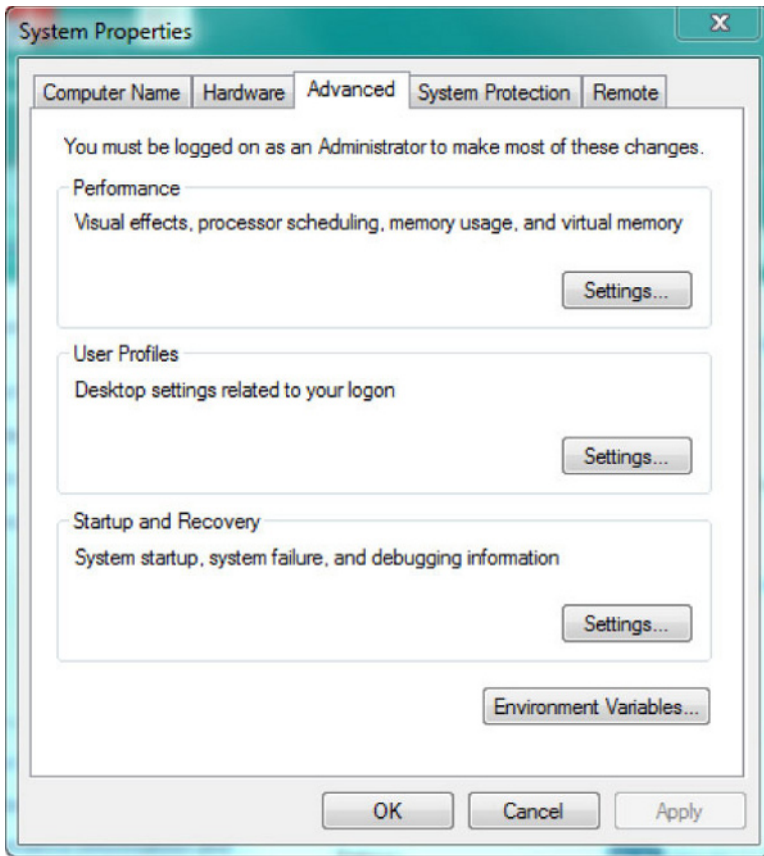 System Properties
Computer Name Hardware Advanced System Protection Remote
You must be logged on as an Administrator to make most of these changes.
Performance
Visual effects, processor scheduling, memory usage, and virtual memory
Settings...
User Profiles
Desktop settings related to your logon
Settings...
Startup and Recovery
System startup, system failure, and debugging information
Settings...
Environment Variables...
OK Cancel Apply